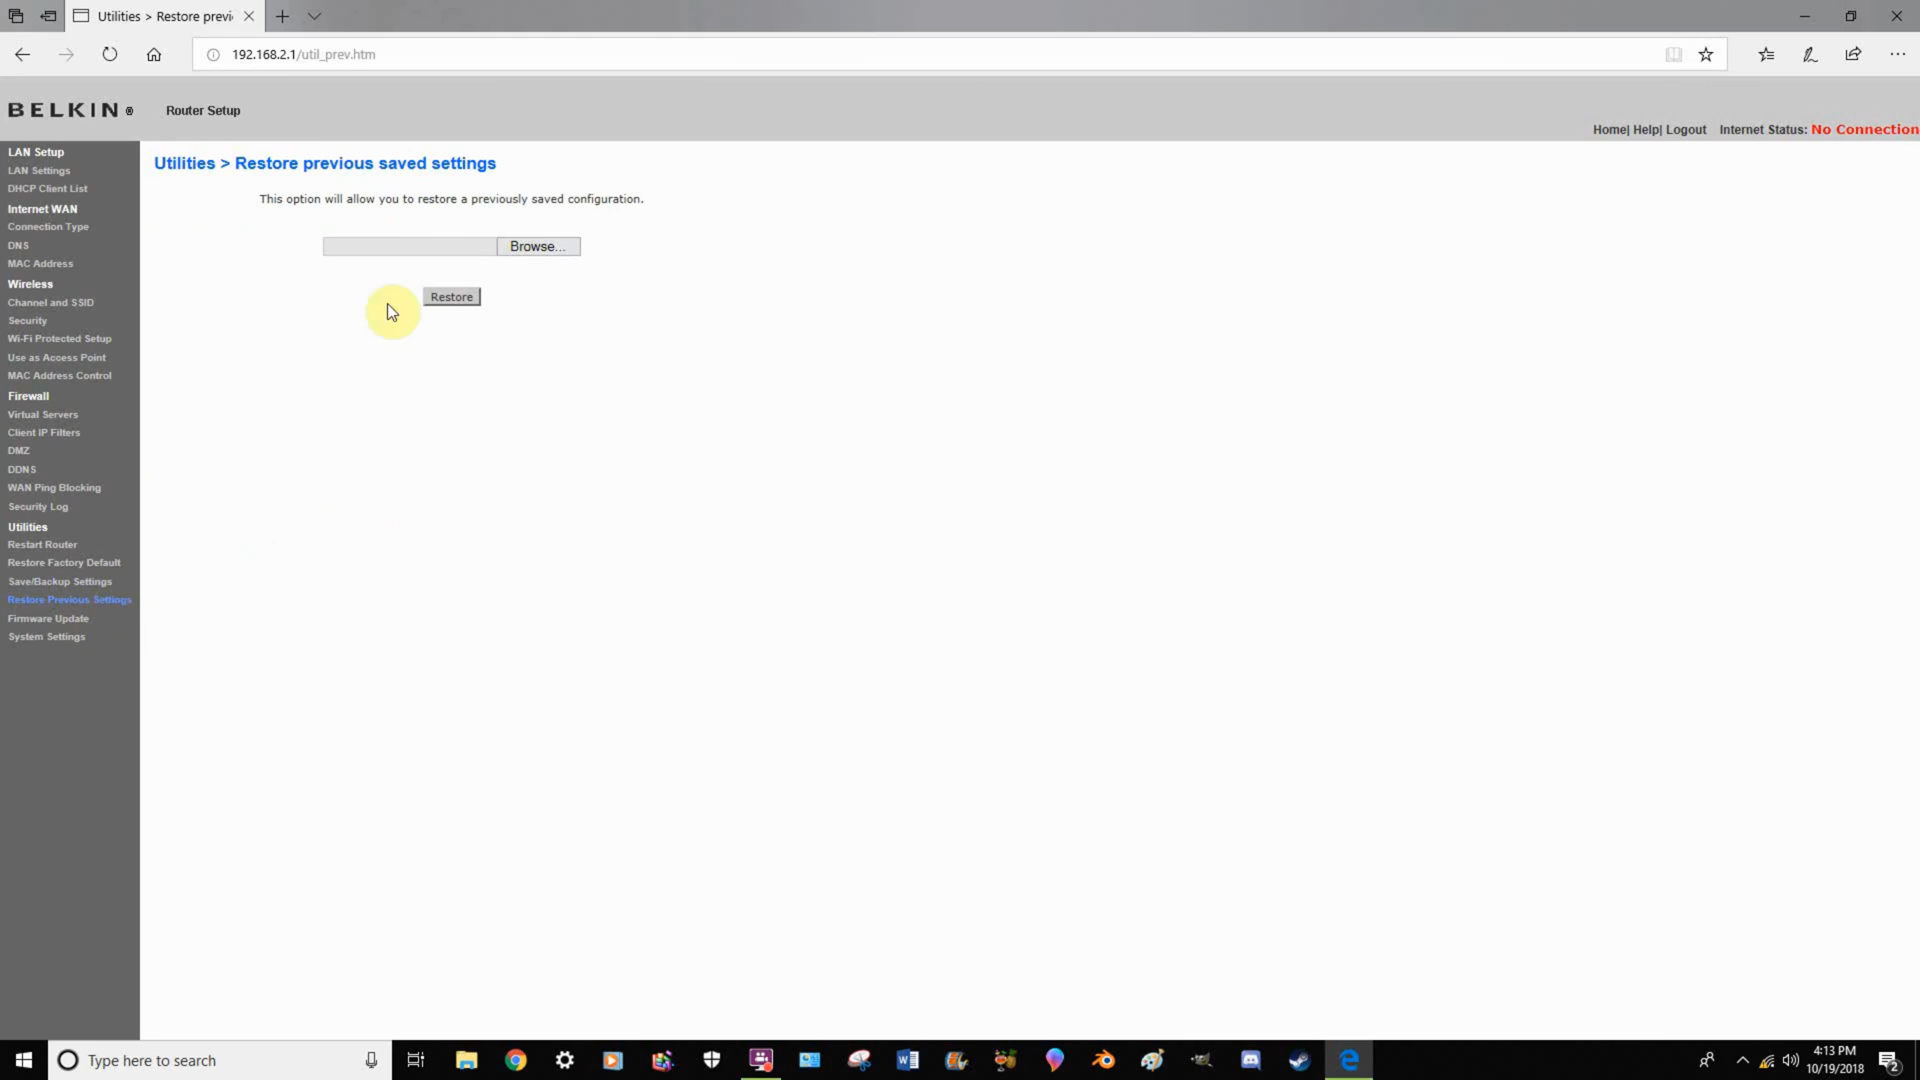 Utilities > Restore previ
192.168.2.1/util_prev.htm
BELKIN ®
Router Setup
Home| Help| Logout Internet Status: No Connection
LAN Setup
LAN Settings
DHCP Client List
Internet WAN
Connection Type
DNS
MAC Address
Wireless
Channel and SSID
Security
Wi-Fi Protected Setup
Use as Access Point
MAC Address Control
Firewall
Virtual Servers
Client IP Filters
DMZ
DDNS
WAN Ping Blocking
Security Log
Utilities
Restart Router
Restore Factory Default
Save/Backup Settings
Restore Previous Settings
Firmware Update
System Settings
Utilities > Restore previous saved settings
This option will allow you to restore a previously saved configuration.
Browse...
Restore
Type here to search
4:13 PM
10/19/2018
2